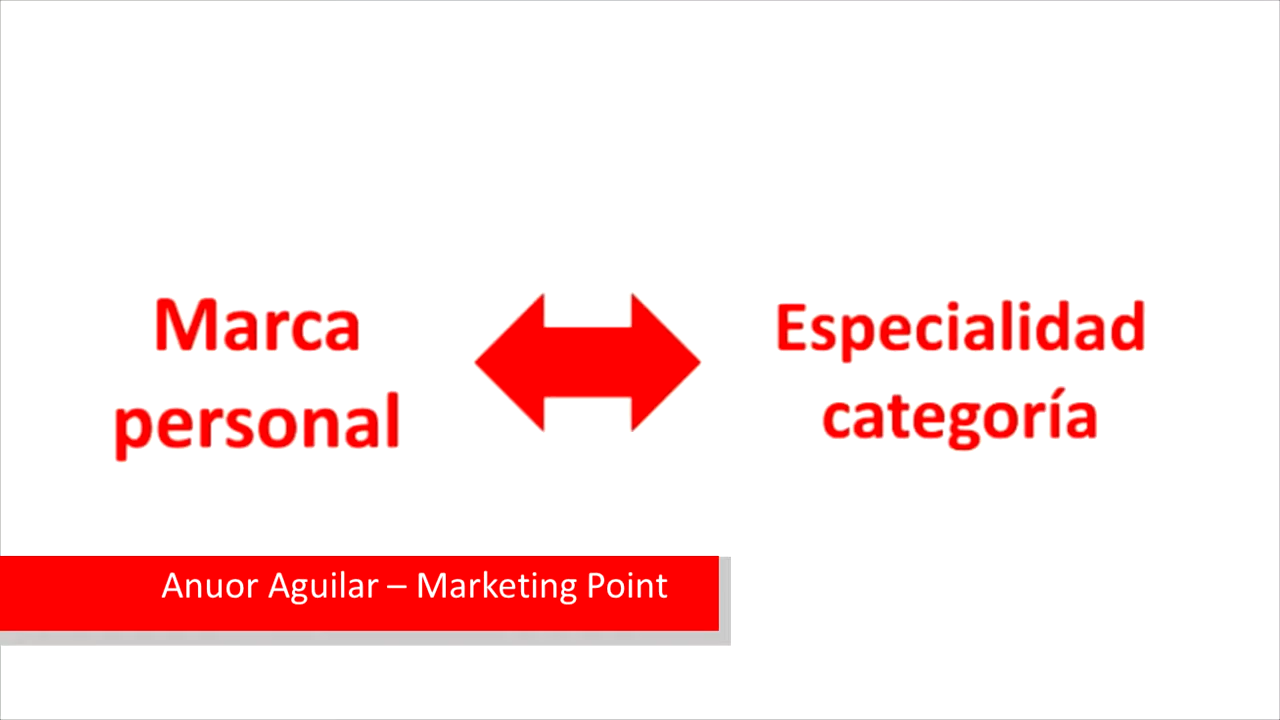 Marca
personal
Especialidad
categoría
Anuor Aguilar – Marketing Point